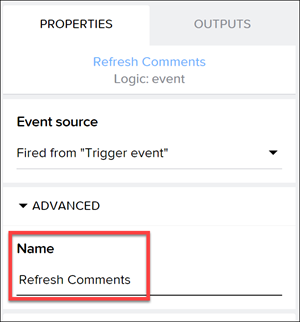 PROPERTIES OUTPUTS
Refresh Comments
Logic: event
Event source
Fired from "Trigger event"
ADVANCED
Name
Refresh Comments